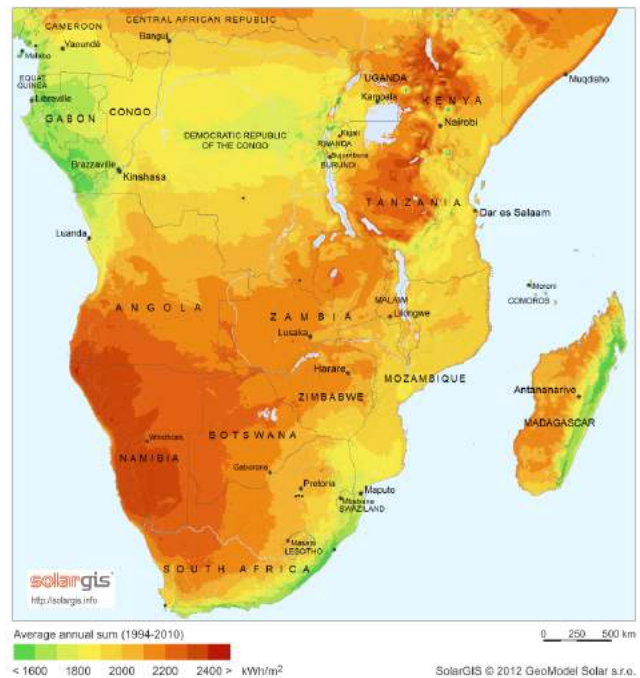 CENTRAL AFRICAN REPUBLIC
CAMEROON
Bangui
Yaoundé
Malabo
EQUAT
GUINEA
Libreville
GABON
CONGO
DEMOCRATIC REPUBLIC
OF THE CONGO
UGANDA
Kampala
KENYA
Muqdisho
Nairobi
Kigali
RWANDA
Bujumbura
BURUNDI
Brazzaville
Kinshasa
TANZANIA
Dar es Salaam
Luanda
Moroni
COMOROS
ANGOLA
ZAMBIA
MALAWI
Lilongwe
Lusaka
Harare
MOZAMBIQUE
ZIMBABWE
Antananarivo
MADAGASCAR
BOTSWANA
Windhoek
NAMIBIA
Gaborone
Pretoria
Maputo
Mbabane
SWAZILAND
Maseru
LESOTHO
SOUTH AFRICA
solargis
http://solargis.info
Average annual sum (1994-2010)
0 250 500 km
< 1600 1800 2000 2200 2400 > kWh/m²
SolarGIS © 2012 GeoModel Solar s.r.o.